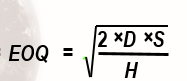 = EOQ = √2 ×D ×S
H